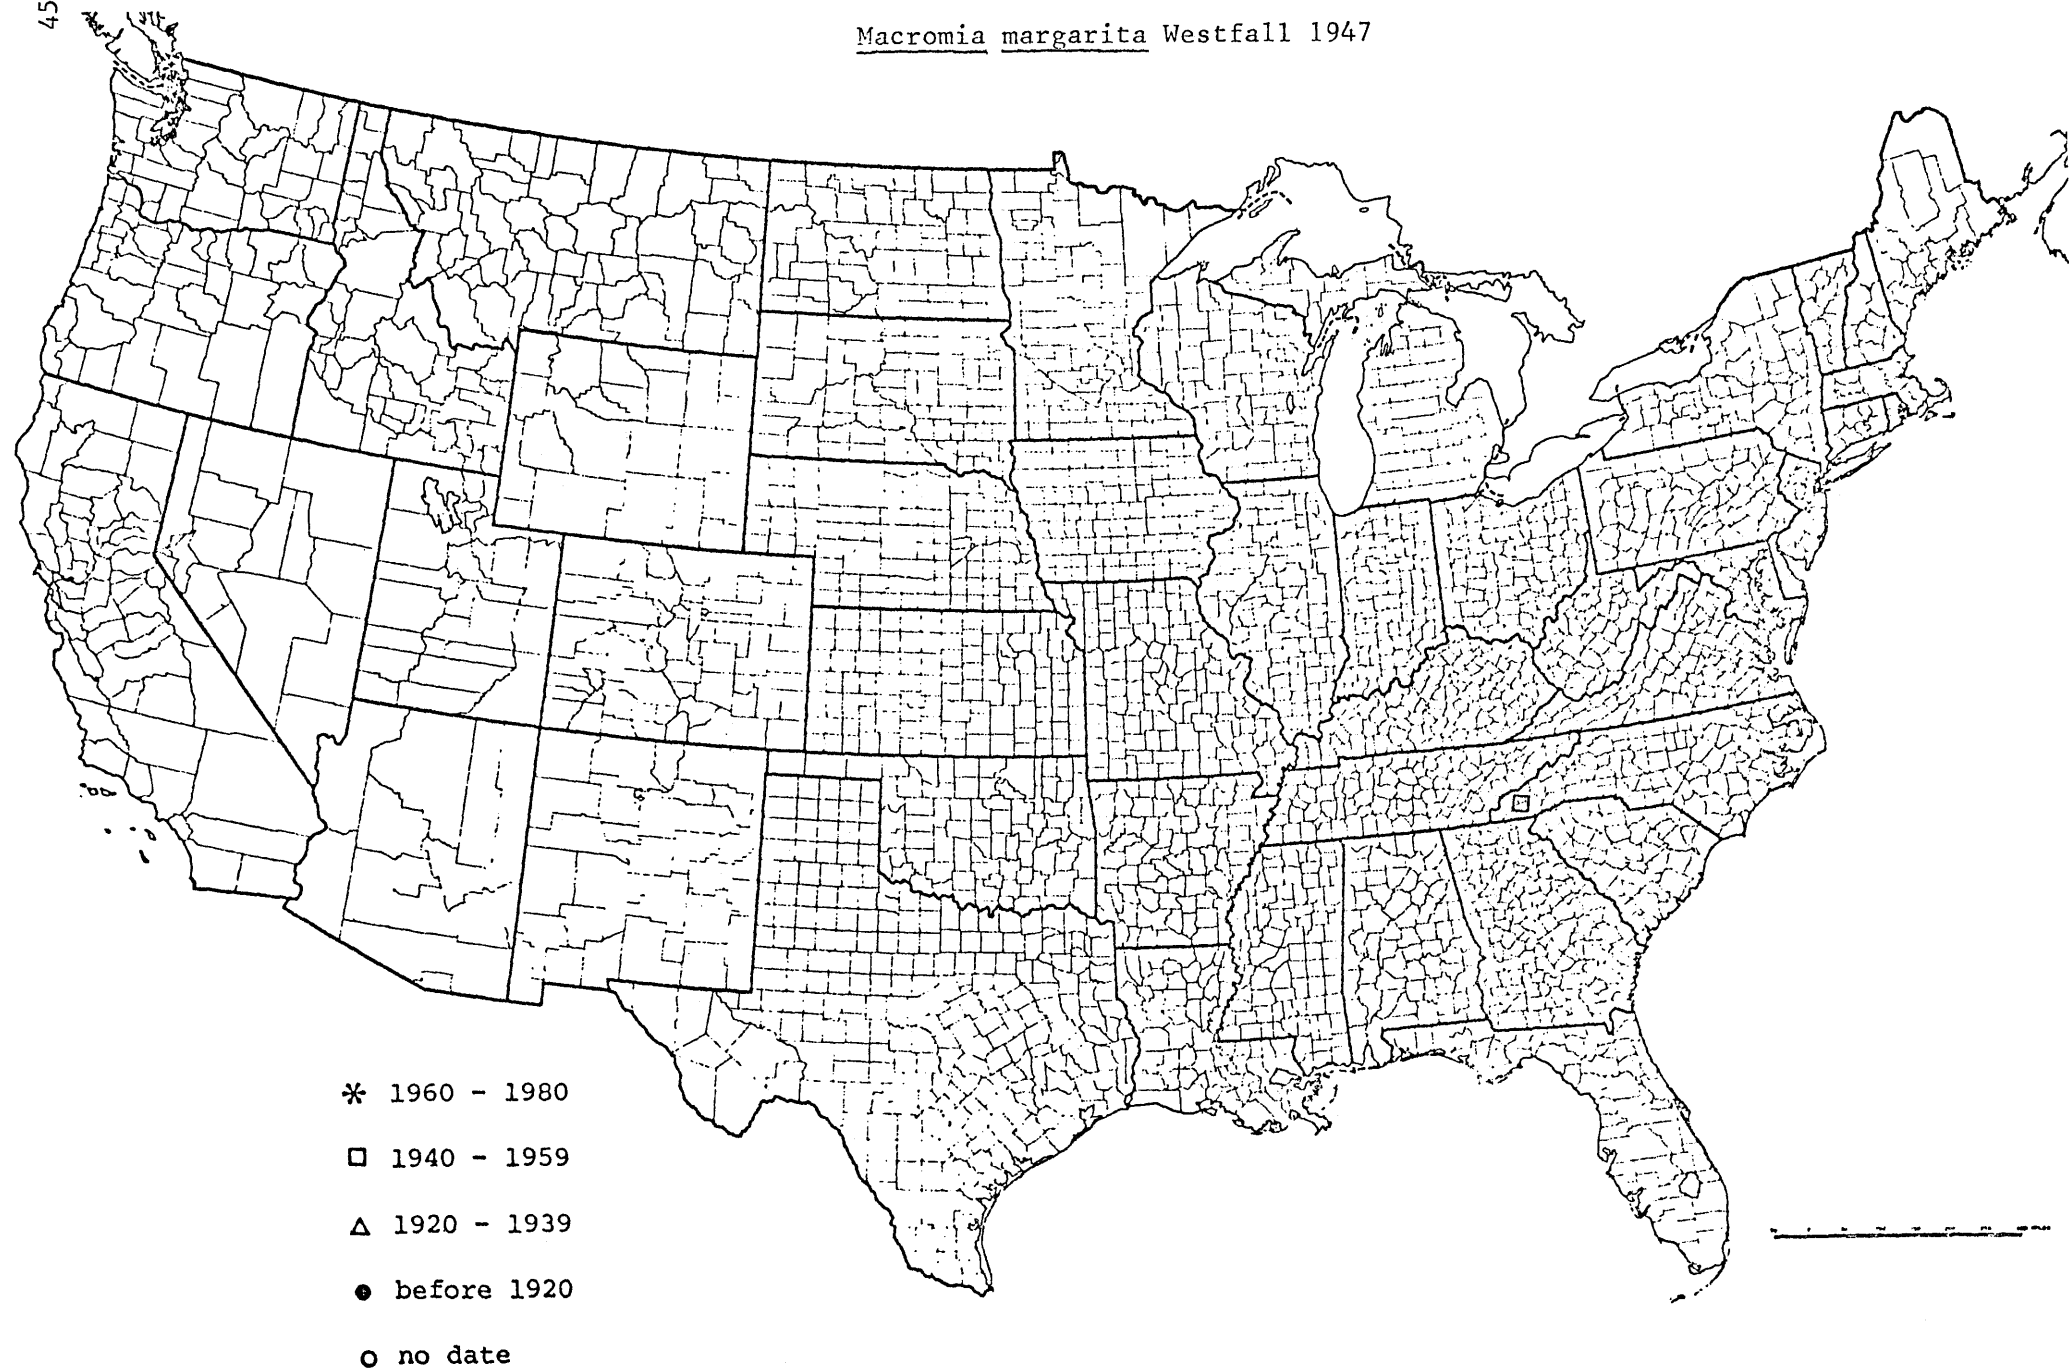 45
Macromia margarita Westfall 1947
* 1960 - 1980
□ 1940 - 1959
△ 1920 - 1939
● before 1920
○ no date